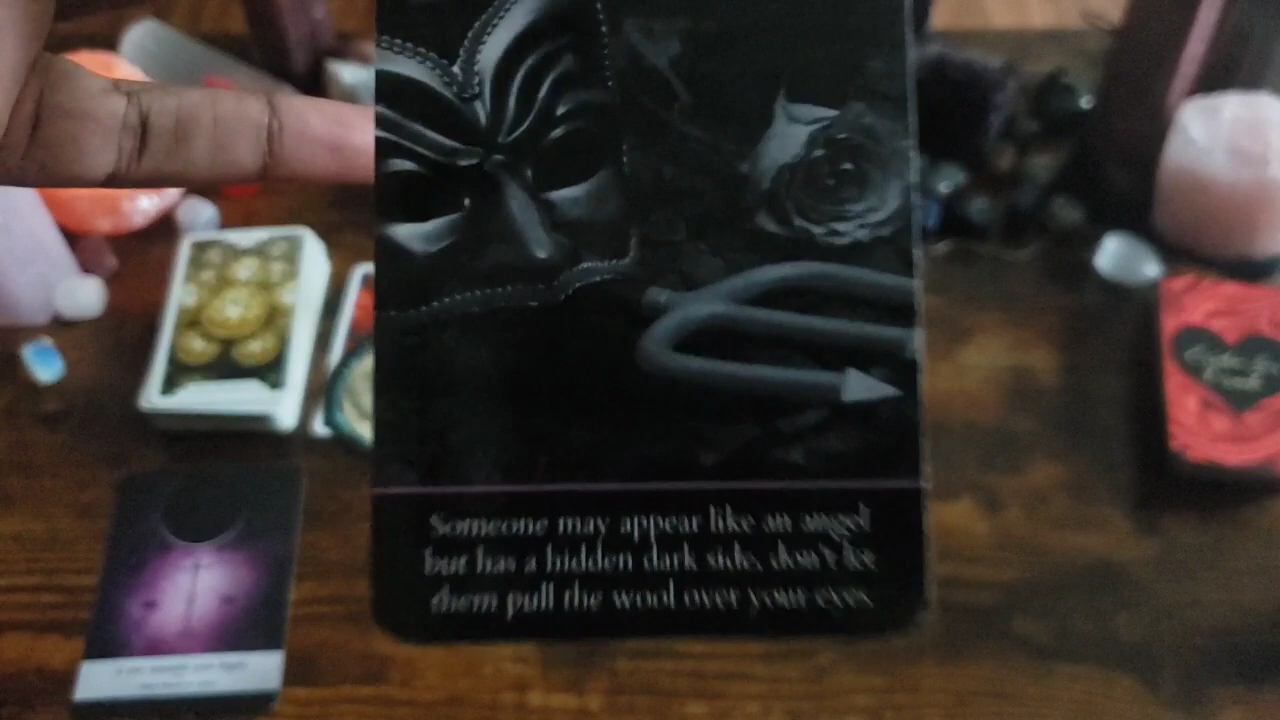 Someone may appear like an angel
but has a hidden dark side, don't let
them pull the wool over your eyes